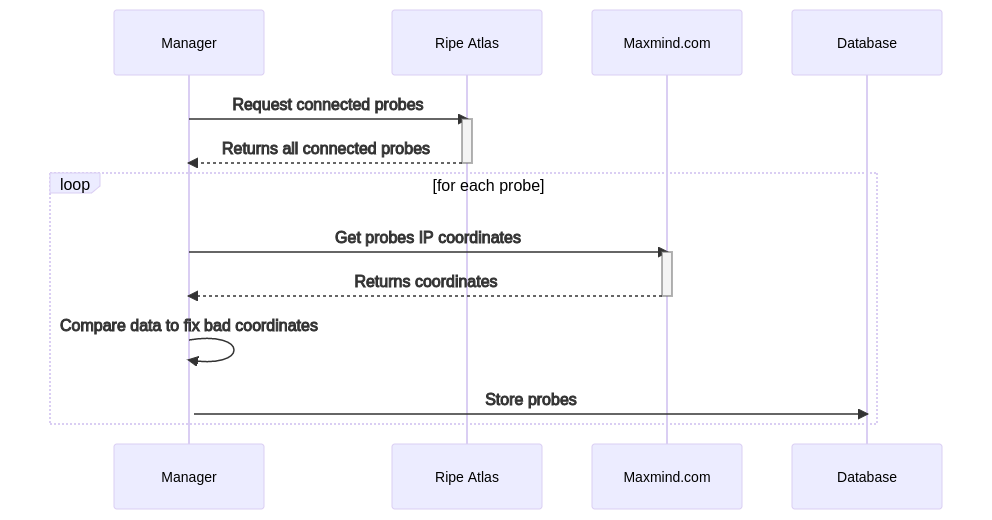 Manager
Ripe Atlas
Maxmind.com
Database
Request connected probes
Returns all connected probes
loop
[for each probe]
Get probes IP coordinates
Returns coordinates
Compare data to fix bad coordinates
Store probes
Manager
Ripe Atlas
Maxmind.com
Database